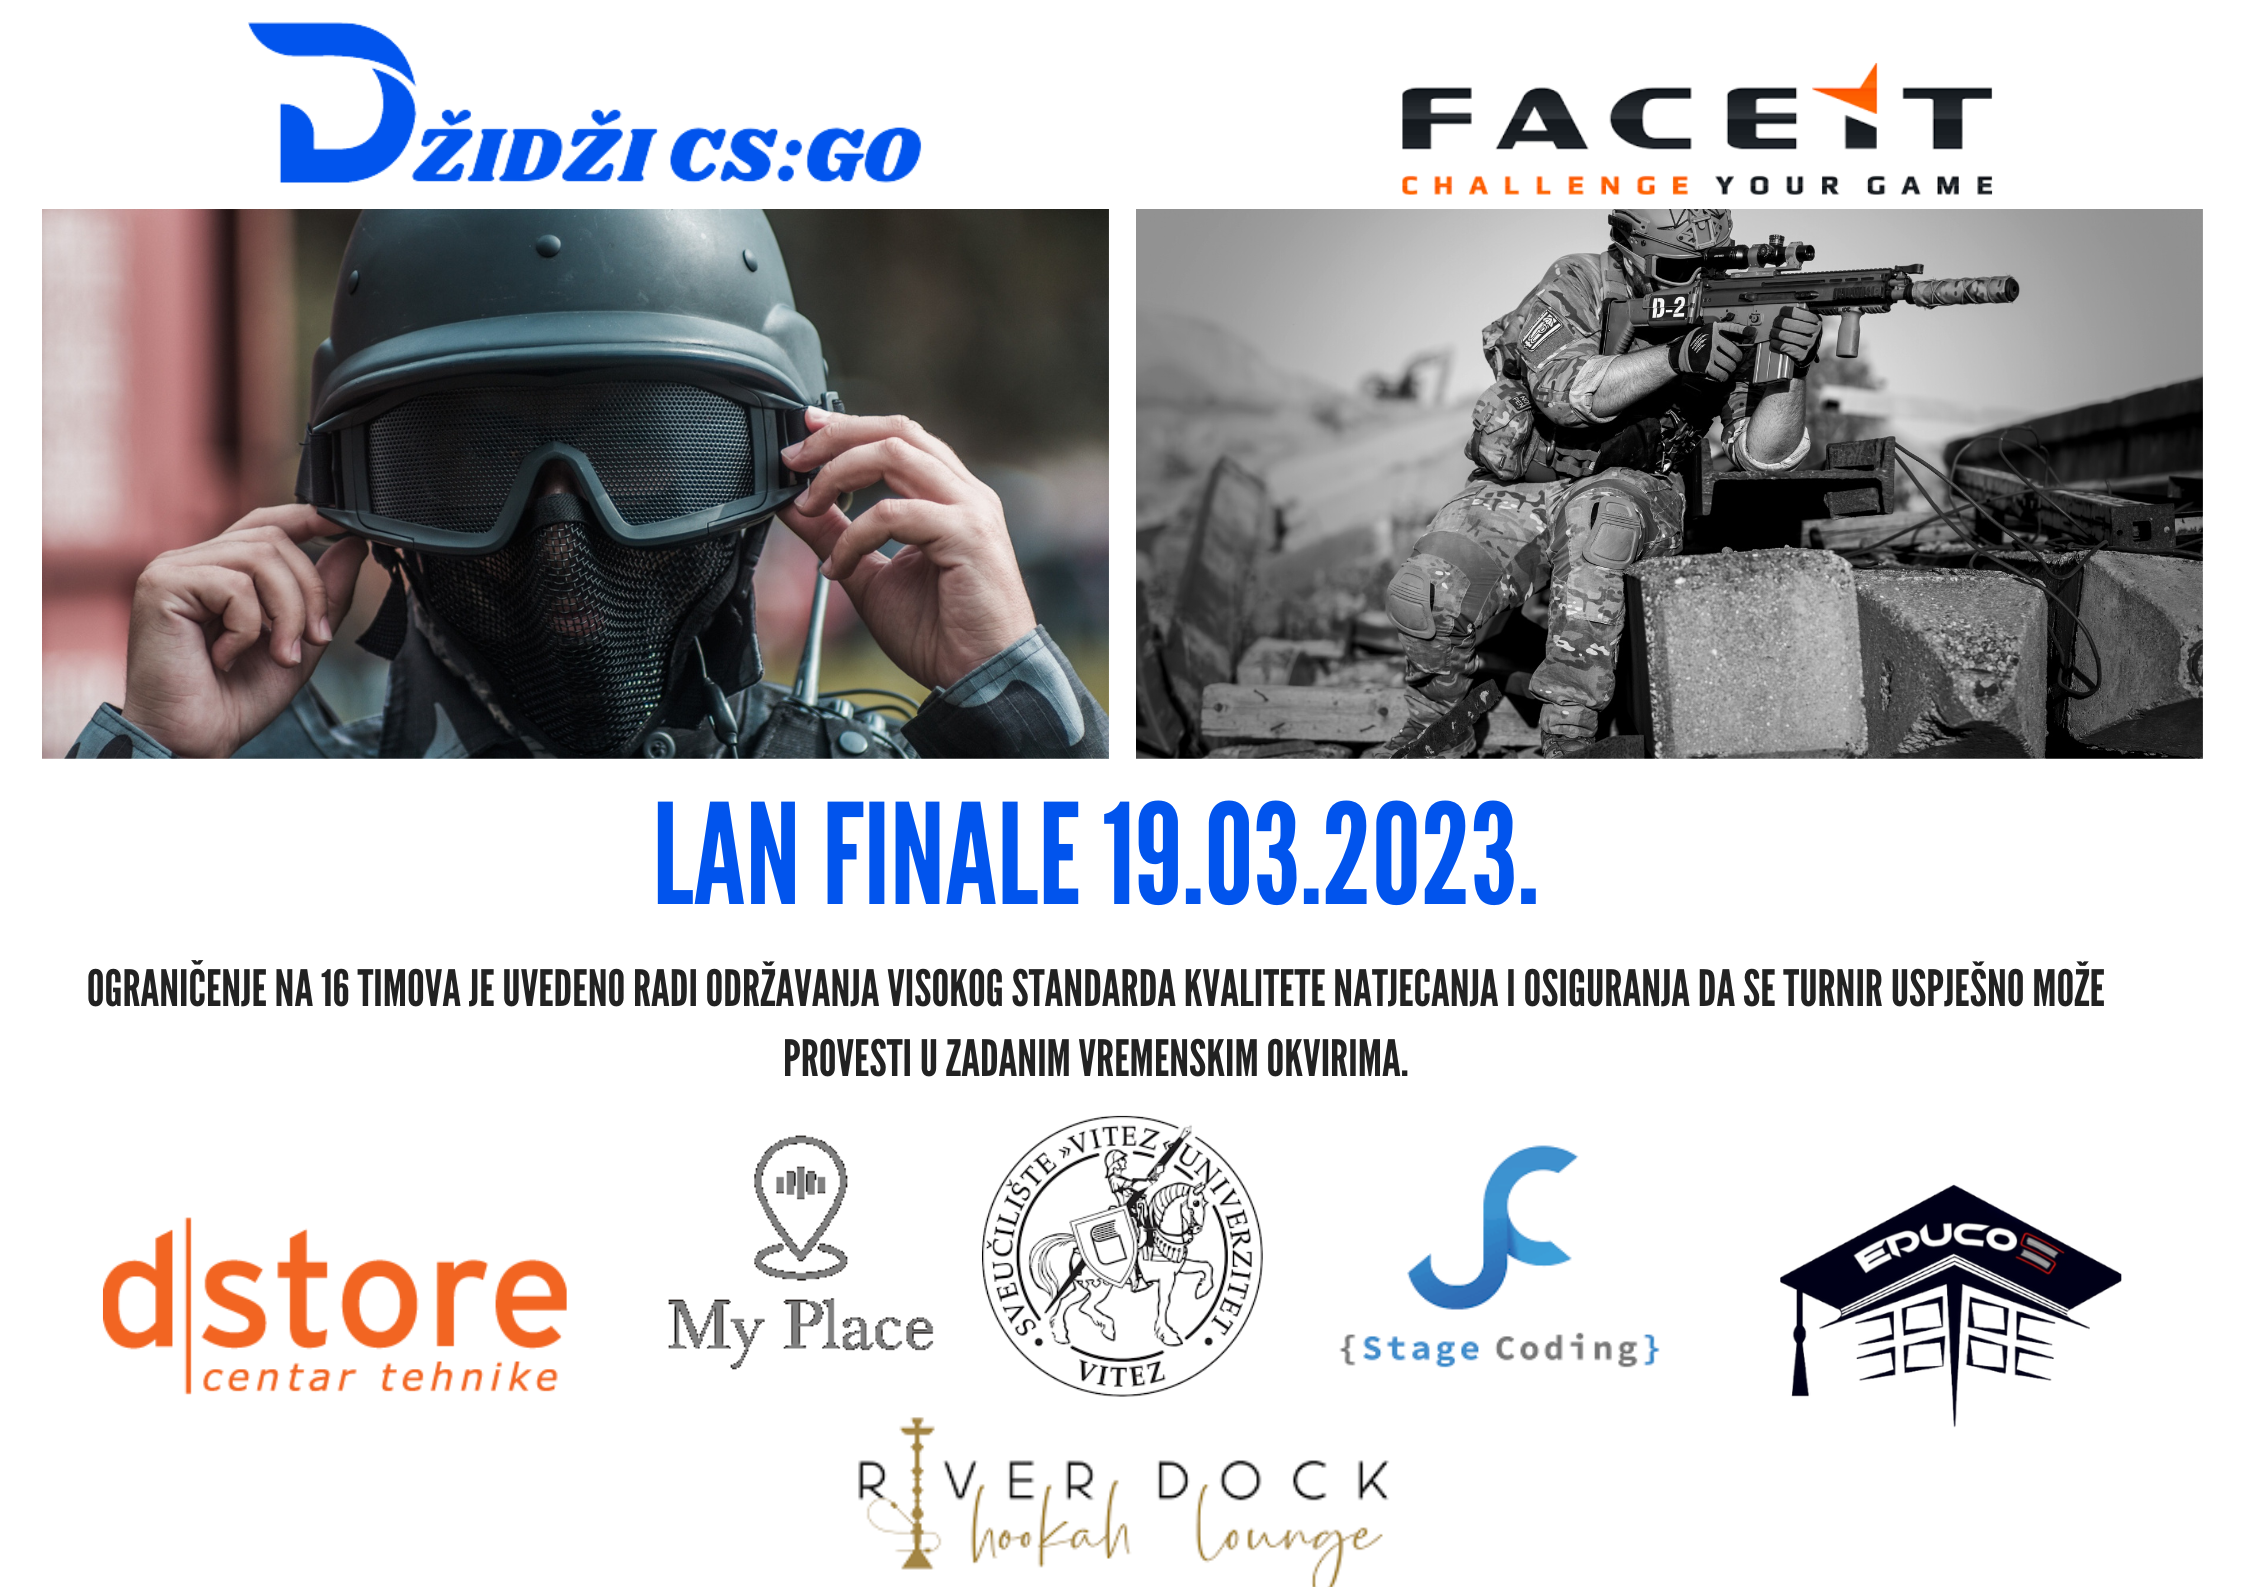 DŽIDŽI CS:GO
FACEIT
CHALLENGE YOUR GAME
D-2
LAN FINALE 19.03.2023.
OGRANIČENJE NA 16 TIMOVA JE UVEDENO RADI ODRŽAVANJA VISOKOG STANDARDA KVALITETE NATJECANJA I OSIGURANJA DA SE TURNIR USPJEŠNO MOŽE
PROVESTI U ZADANIM VREMENSKIM OKVIRIMA.
d|store
centar tehnike
My Place
SVEUČILIŠTE »VITEZ« UNIVERZITET
VITEZ
{Stage Coding}
EDUCOS
RIVER DOCK
hookah lounge